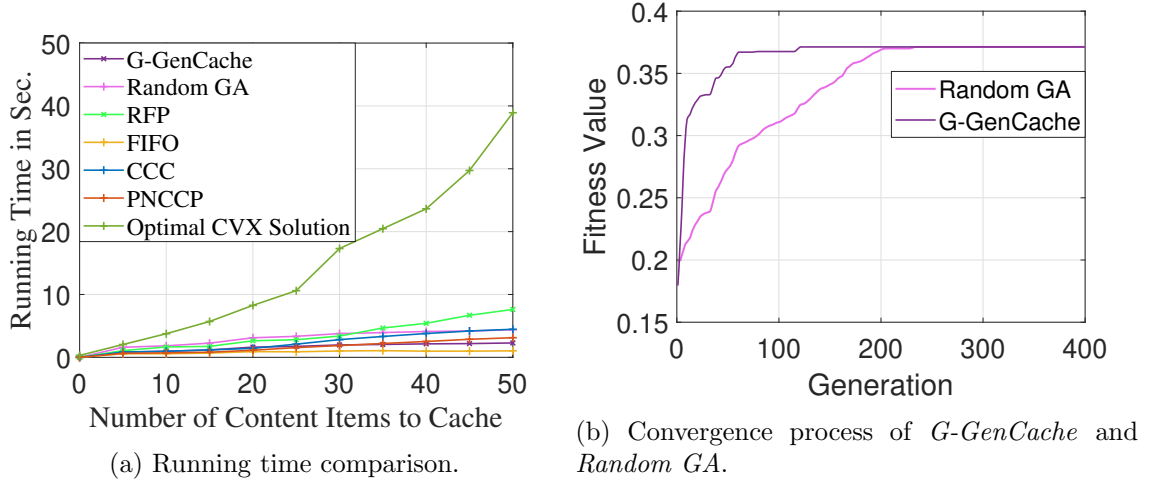 50
40
30
20
10
0
Running Time in Sec.
G-GenCache
Random GA
RFP
FIFO
CCC
PNCCP
Optimal CVX Solution
0 10 20 30 40 50
Number of Content Items to Cache
(a) Running time comparison.
0.4
0.35
0.3
0.25
0.2
0.15
Fitness Value
Random GA
G-GenCache
0 100 200 300 400
Generation
(b) Convergence process of G-GenCache and
Random GA.